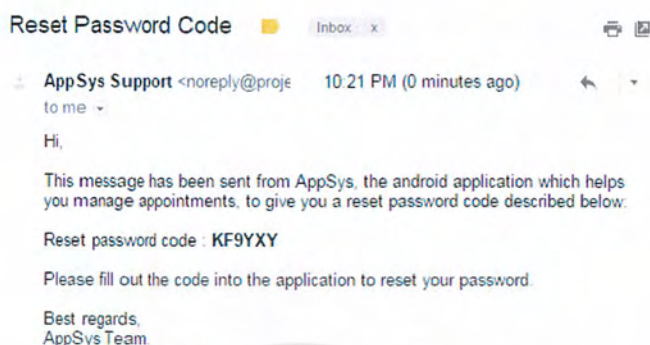 Reset Password Code Inbox x
AppSys Support <noreply@proje 10:21 PM (0 minutes ago)
to me
Hi,
This message has been sent from AppSys, the android application which helps
you manage appointments, to give you a reset password code described below:
Reset password code : KF9YXY
Please fill out the code into the application to reset your password.
Best regards,
AppSys Team.